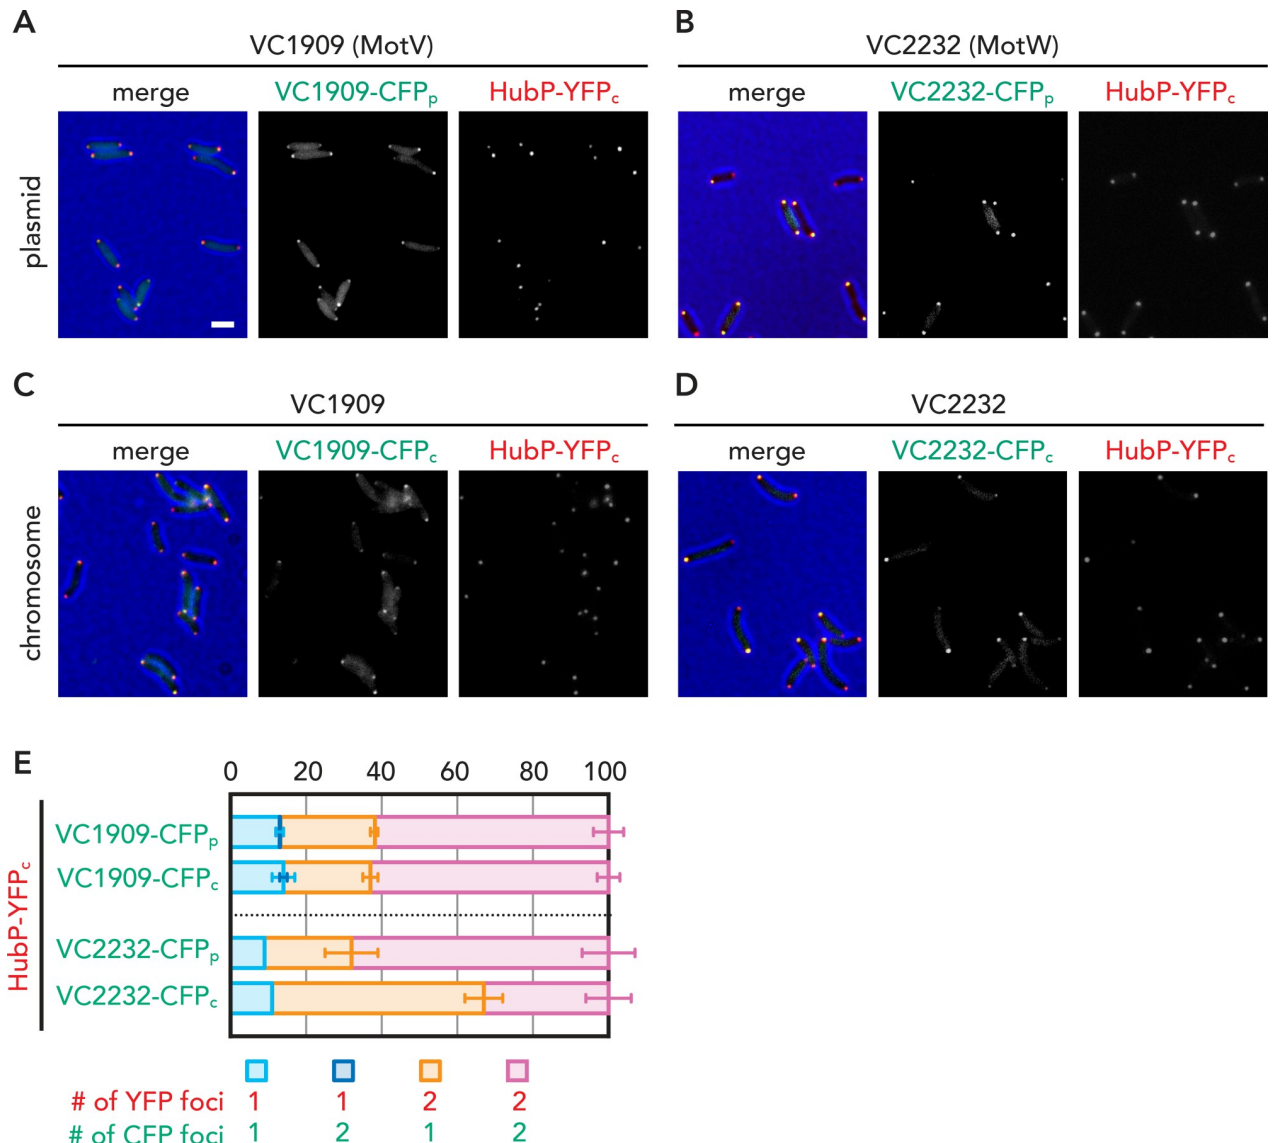 A
VC1909 (MotV)
merge VC1909-CFPp HubP-YFPc
plasmid
B
VC2232 (MotW)
merge VC2232-CFPp HubP-YFPc
C
VC1909
merge VC1909-CFPc HubP-YFPc
chromosome
D
VC2232
merge VC2232-CFPc HubP-YFPc
E
0 20 40 60 80 100
HubP-YFPc
VC1909-CFPp
VC1909-CFPc
VC2232-CFPp
VC2232-CFPc
# of YFP foci 1 1 2 2
# of CFP foci 1 2 1 2